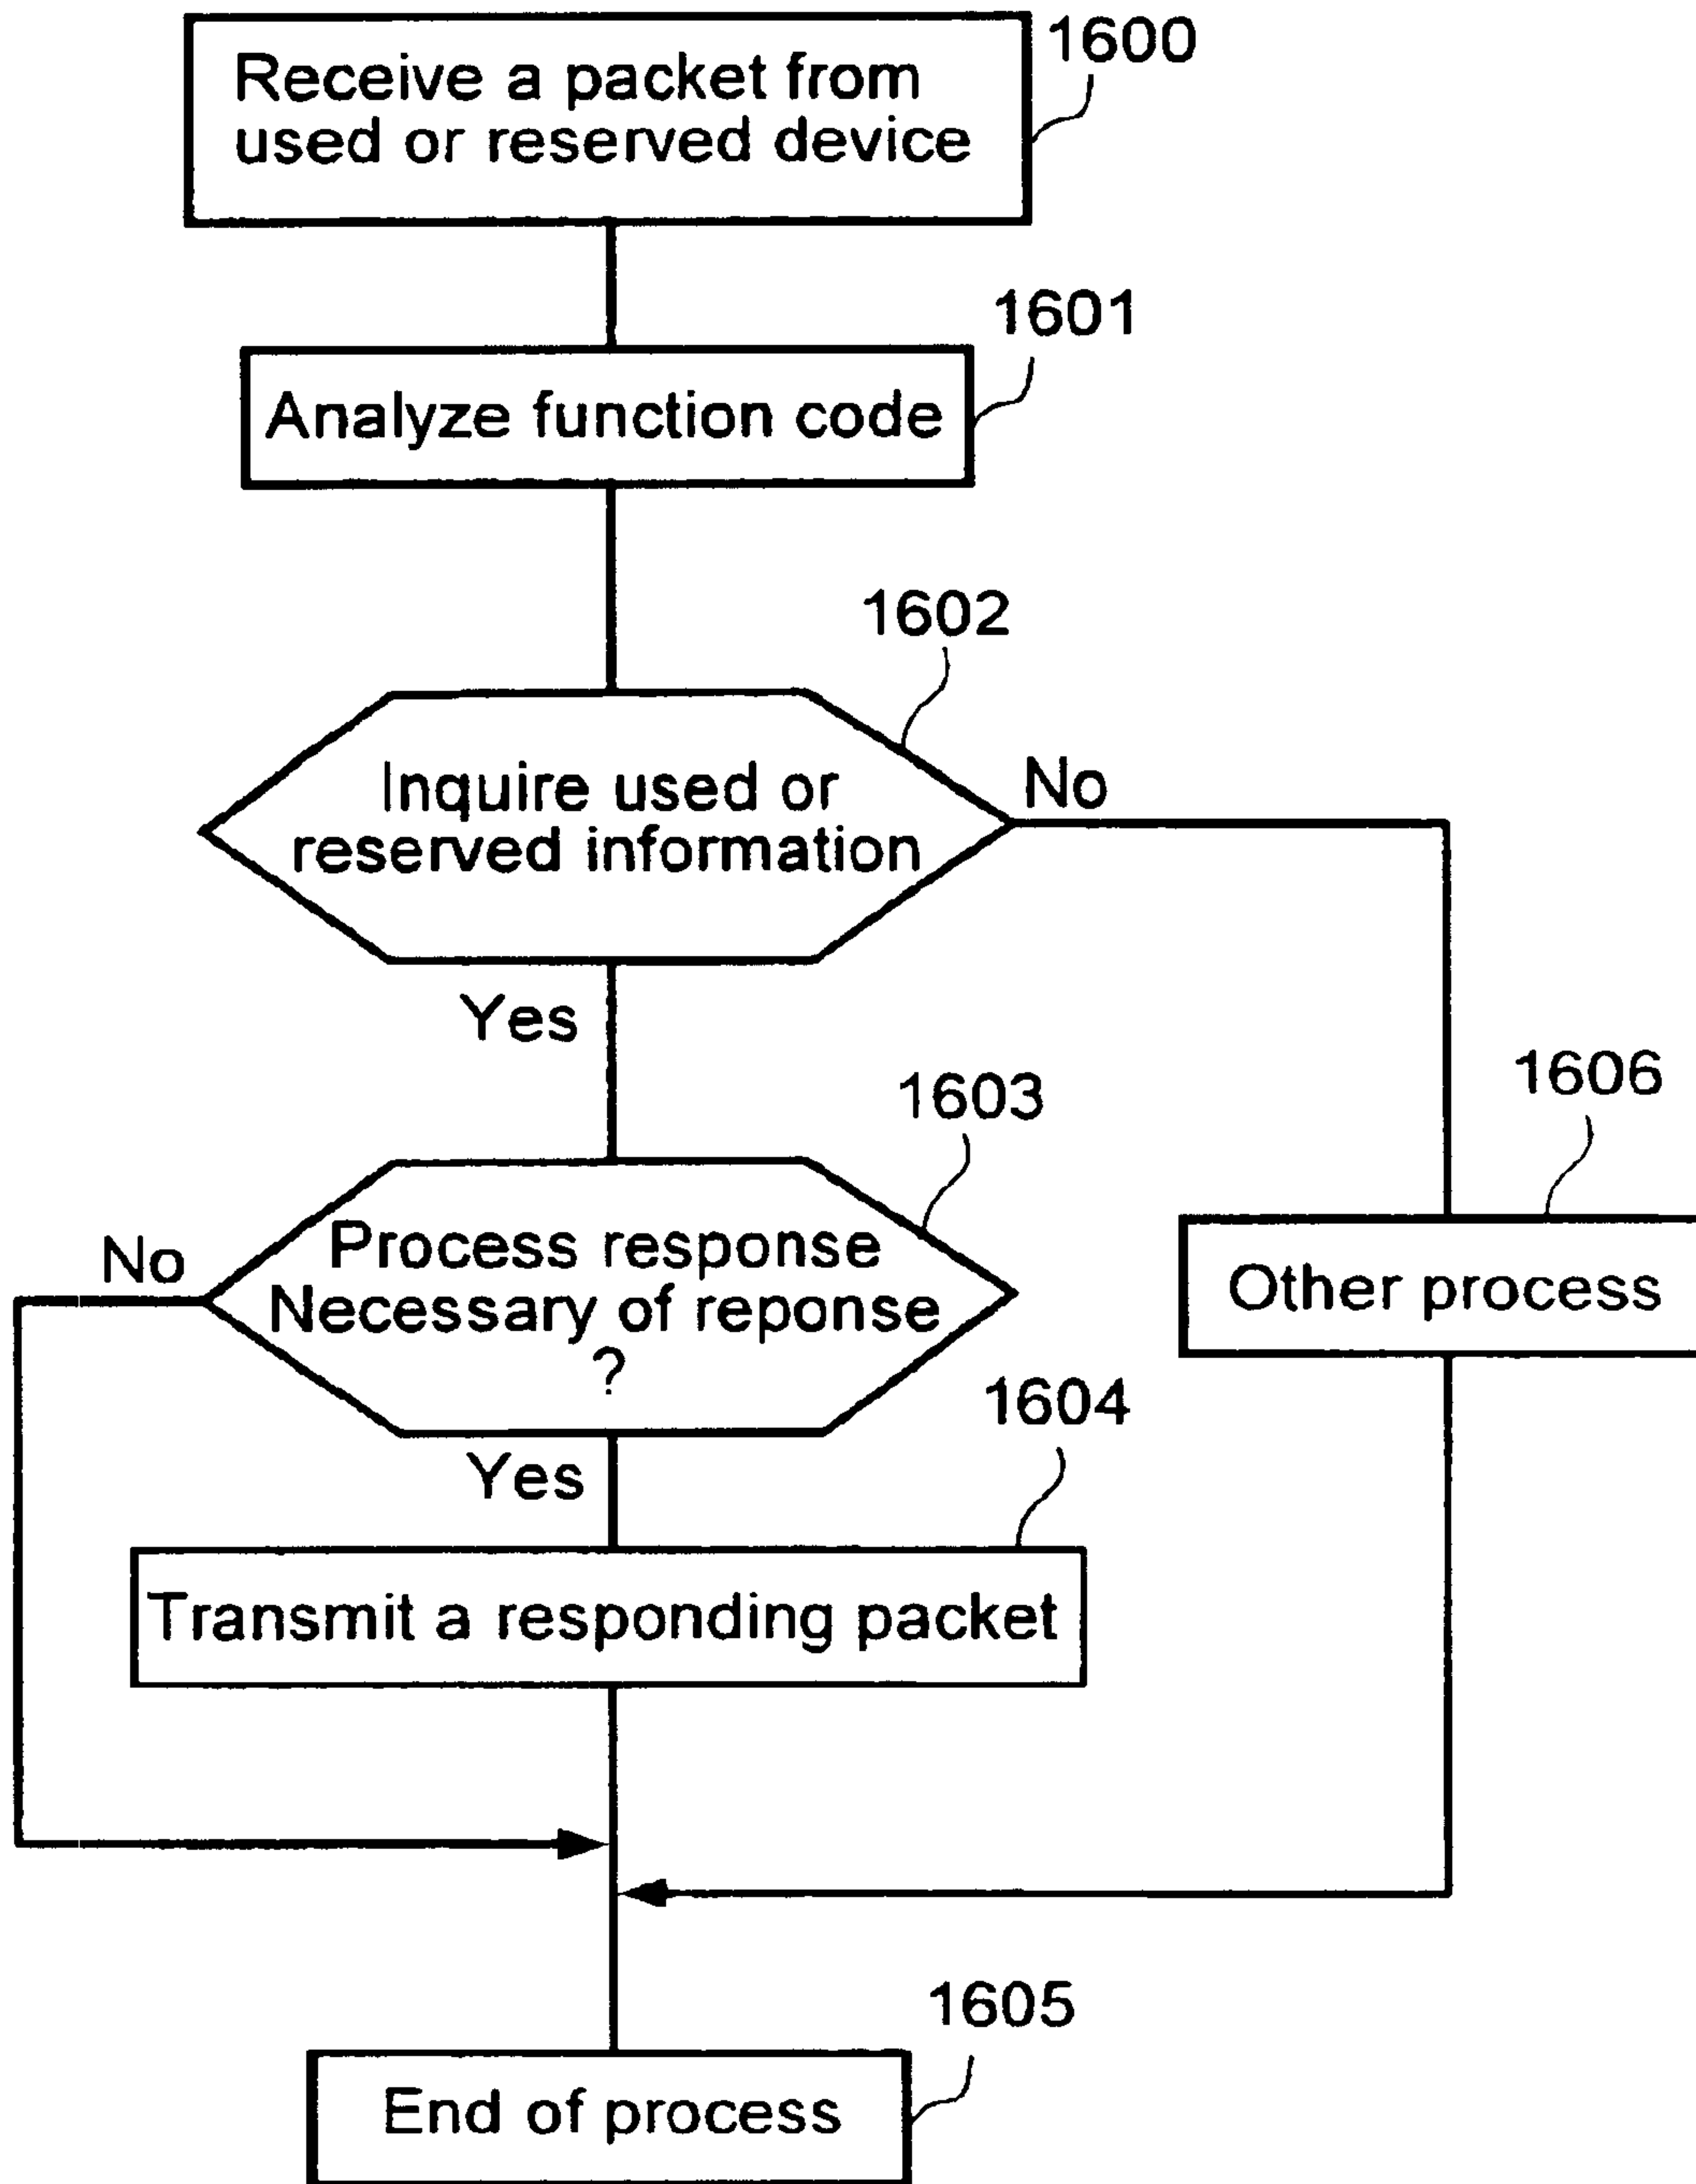 1600
Receive a packet from
used or reserved device
1601
Analyze function code
1602
Inquire used or
reserved information
No
Yes
1603
1606
No
Process response
Necessary of reponse
?
Other process
1604
Yes
Transmit a responding packet
1605
End of process